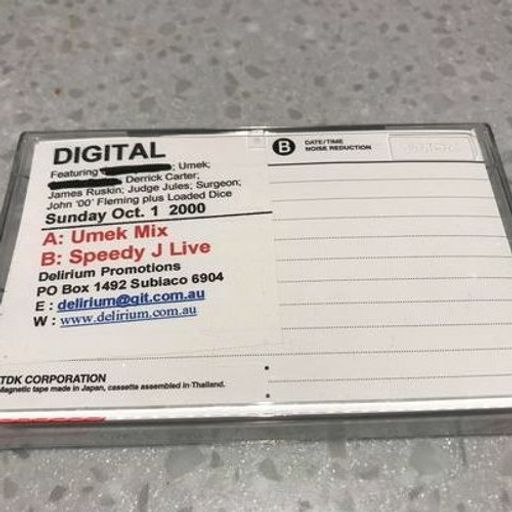 DIGITAL
Featuring ; Umek;
Derrick Carter;
James Ruskin; Judge Jules; Surgeon;
John '00' Fleming plus Loaded Dice
Sunday Oct. 1 2000
A: Umek Mix
B: Speedy J Live
Delirium Promotions
PO Box 1492 Subiaco 6904
E : delirium@git.com.au
W : www.delirium.com.au
TDK CORPORATION
Magnetic tape made in Japan, cassette assembled in Thailand.
B DATE/TIME
NOISE REDUCTION